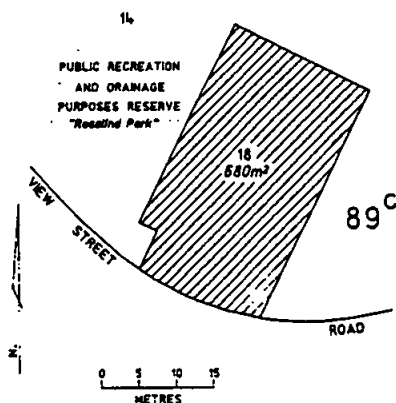 14
PUBLIC RECREATION
AND DRAINAGE
PURPOSES RESERVE
"Rosalind Park"
18
680m²
89 C
VIEW STREET ROAD
N.
0 5 10 15
METRES